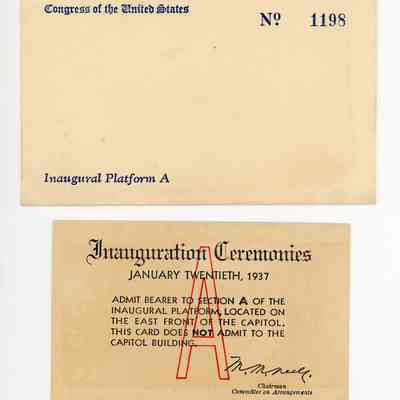 Congress of the United States
Nº 1198
Inaugural Platform A
Inauguration Ceremonies
JANUARY TWENTIETH, 1937
ADMIT BEARER TO SECTION A OF THE
INAUGURAL PLATFORM, LOCATED ON
THE EAST FRONT OF THE CAPITOL.
THIS CARD DOES NOT ADMIT TO THE
CAPITOL BUILDING.
A
Chairman
Committee on Arrangements